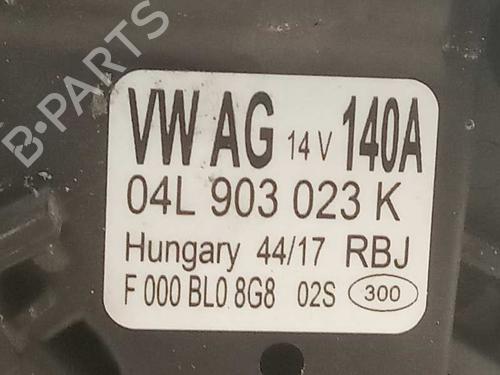 B-PARTS
VW AG 14 V 140A
04L 903 023 K
Hungary 44/17 RBJ
F 000 BL0 8G8 02S 300